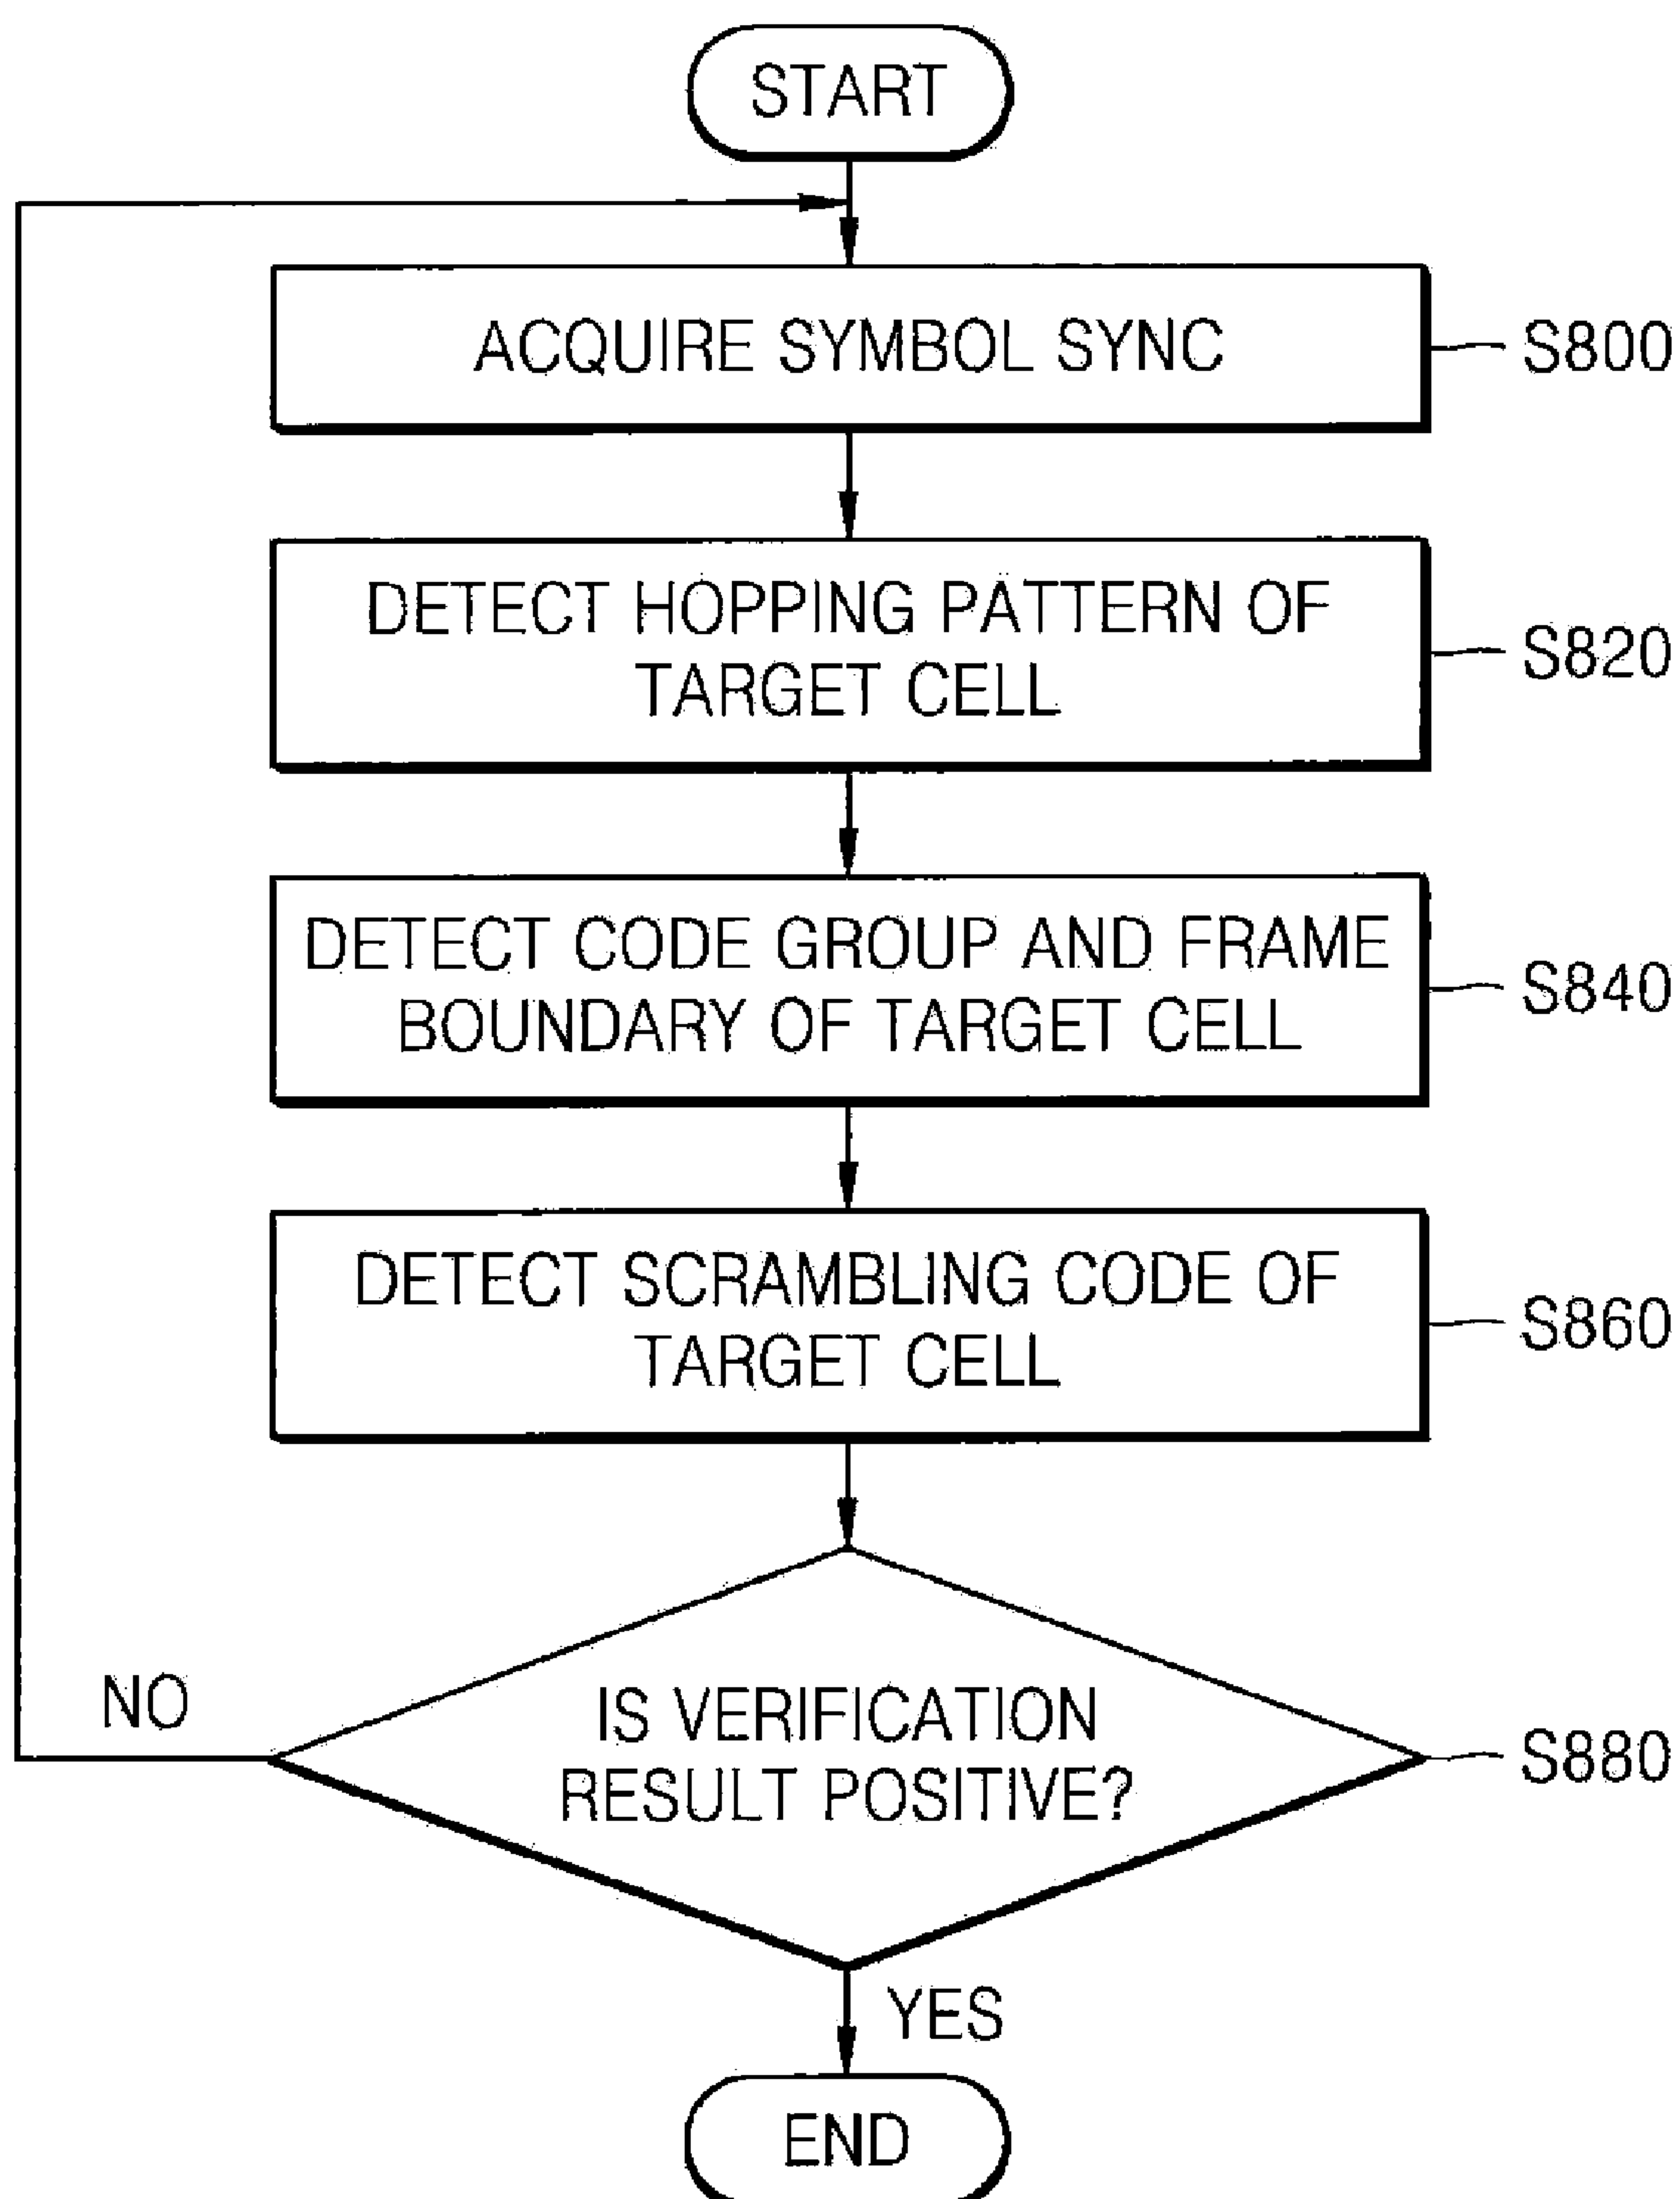 START
ACQUIRE SYMBOL SYNC
S800
DETECT HOPPING PATTERN OF
TARGET CELL
S820
DETECT CODE GROUP AND FRAME
BOUNDARY OF TARGET CELL
S840
DETECT SCRAMBLING CODE OF
TARGET CELL
S860
NO
IS VERIFICATION
RESULT POSITIVE?
S880
YES
END